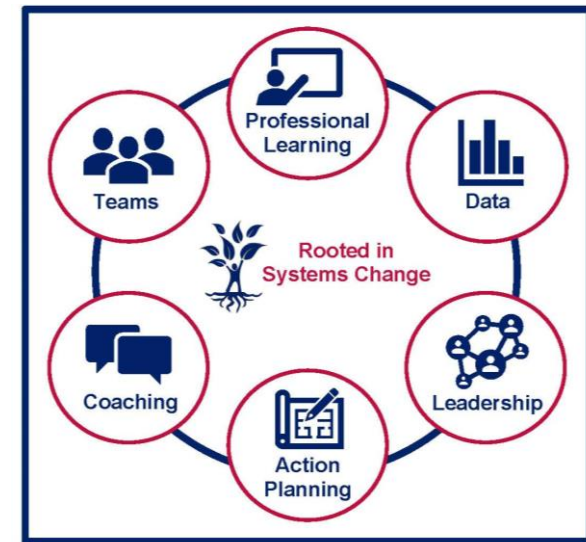 Professional
Learning
Teams
Data
Rooted in
Systems Change
Coaching
Leadership
Action
Planning